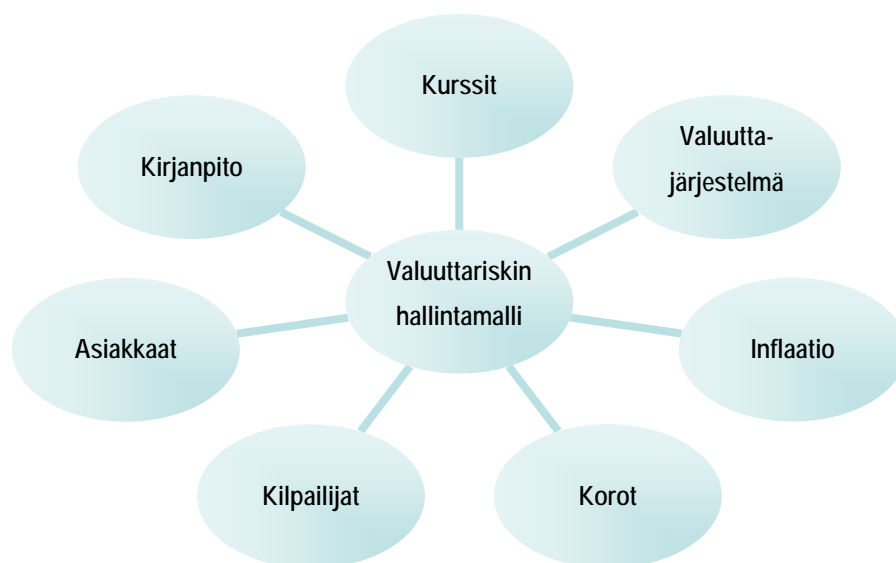 Kurssit
Valuutta-
järjestelmä
Kirjanpito
Valuuttariskin
hallintamalli
Asiakkaat
Inflaatio
Kilpailijat
Korot